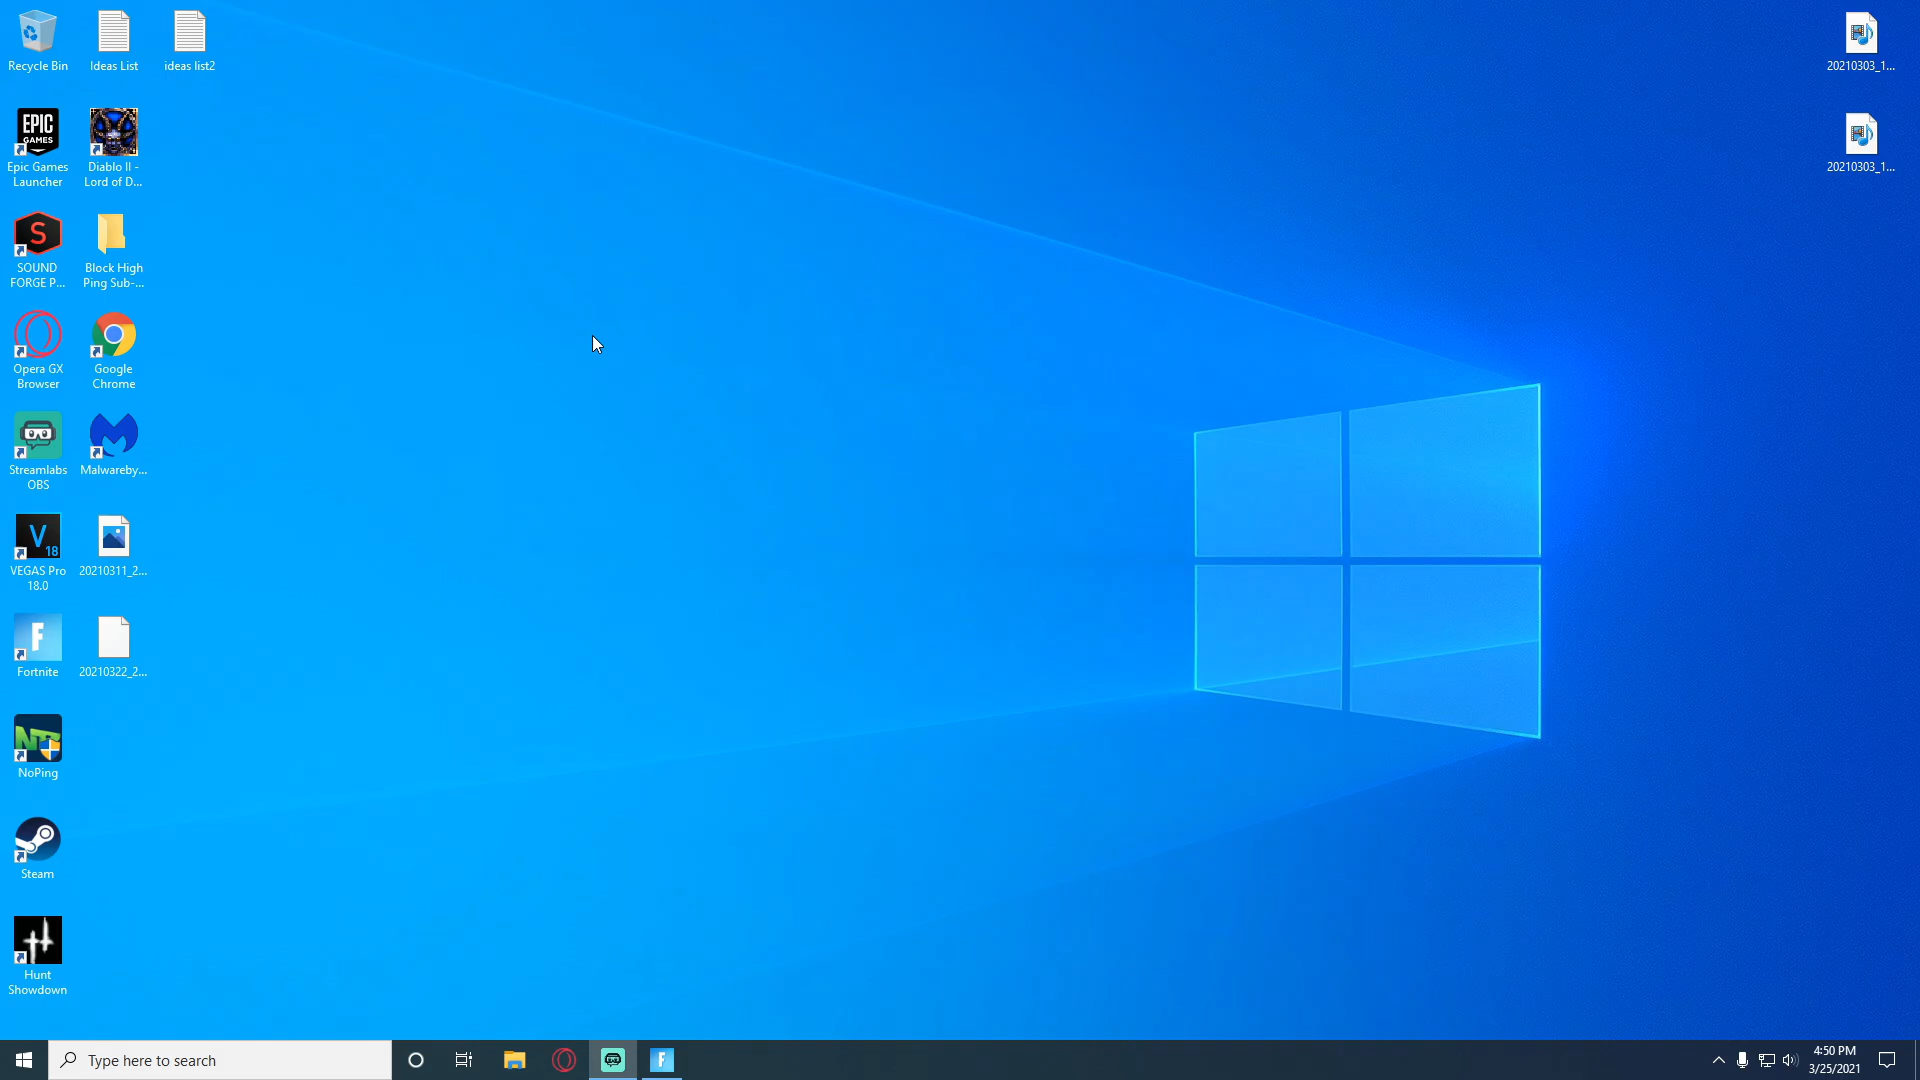 Recycle Bin
Ideas List
ideas list2
20210303_1...
EPIC
GAMES
Epic Games
Launcher
Diablo II -
Lord of D...
20210303_1...
S
SOUND
FORGE P...
Block High
Ping Sub-...
Opera GX
Browser
Google
Chrome
Streamlabs
OBS
Malwareby...
V
18
VEGAS Pro
18.0
20210311_2...
F
Fortnite
20210322_2...
NoPing
Steam
Hunt
Showdown
Type here to search
F
4:50 PM
3/25/2021